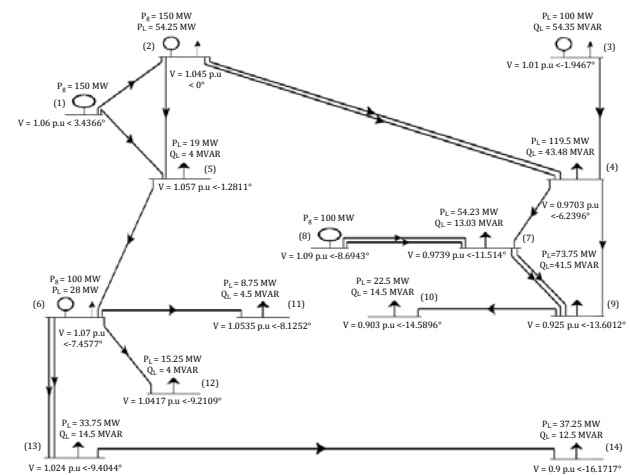 P_g = 150 MW
P_L = 54.25 MW
(2)
V = 1.045 p.u
< 0°
P_L = 100 MW
Q_L = 54.35 MVAR
(3)
V = 1.01 p.u < -1.9467°
P_g = 150 MW
(1)
V = 1.06 p.u < 3.4366°
P_L = 19 MW
Q_L = 4 MVAR
(5)
V = 1.057 p.u <-1.2811°
P_L = 119.5 MW
Q_L = 43.48 MVAR
(4)
V = 0.9703 p.u
<-6.2396°
P_g = 100 MW
(8)
V = 1.09 p.u <-8.6943°
P_L = 54.23 MW
Q_L = 13.03 MVAR
(7)
V = 0.9739 p.u <-11.514°
P_L=73.75 MW
Q_L=41.5 MVAR
(9)
V = 0.925 p.u <-13.6012°
P_g = 100 MW
P_L = 28 MW
(6)
V = 1.07 p.u
<-7.4577°
P_L = 8.75 MW
Q_L = 4.5 MVAR
(11)
V = 1.0535 p.u <-8.1252°
P_L = 22.5 MW
Q_L = 14.5 MVAR
(10)
V = 0.903 p.u <-14.5896°
P_L = 15.25 MW
Q_L = 4 MVAR
(12)
V = 1.0417 p.u <-9.2109°
P_L = 33.75 MW
Q_L = 14.5 MVAR
(13)
V = 1.024 p.u <-9.4044°
P_L = 37.25 MW
Q_L = 12.5 MVAR
(14)
V = 0.9 p.u <-16.1717°